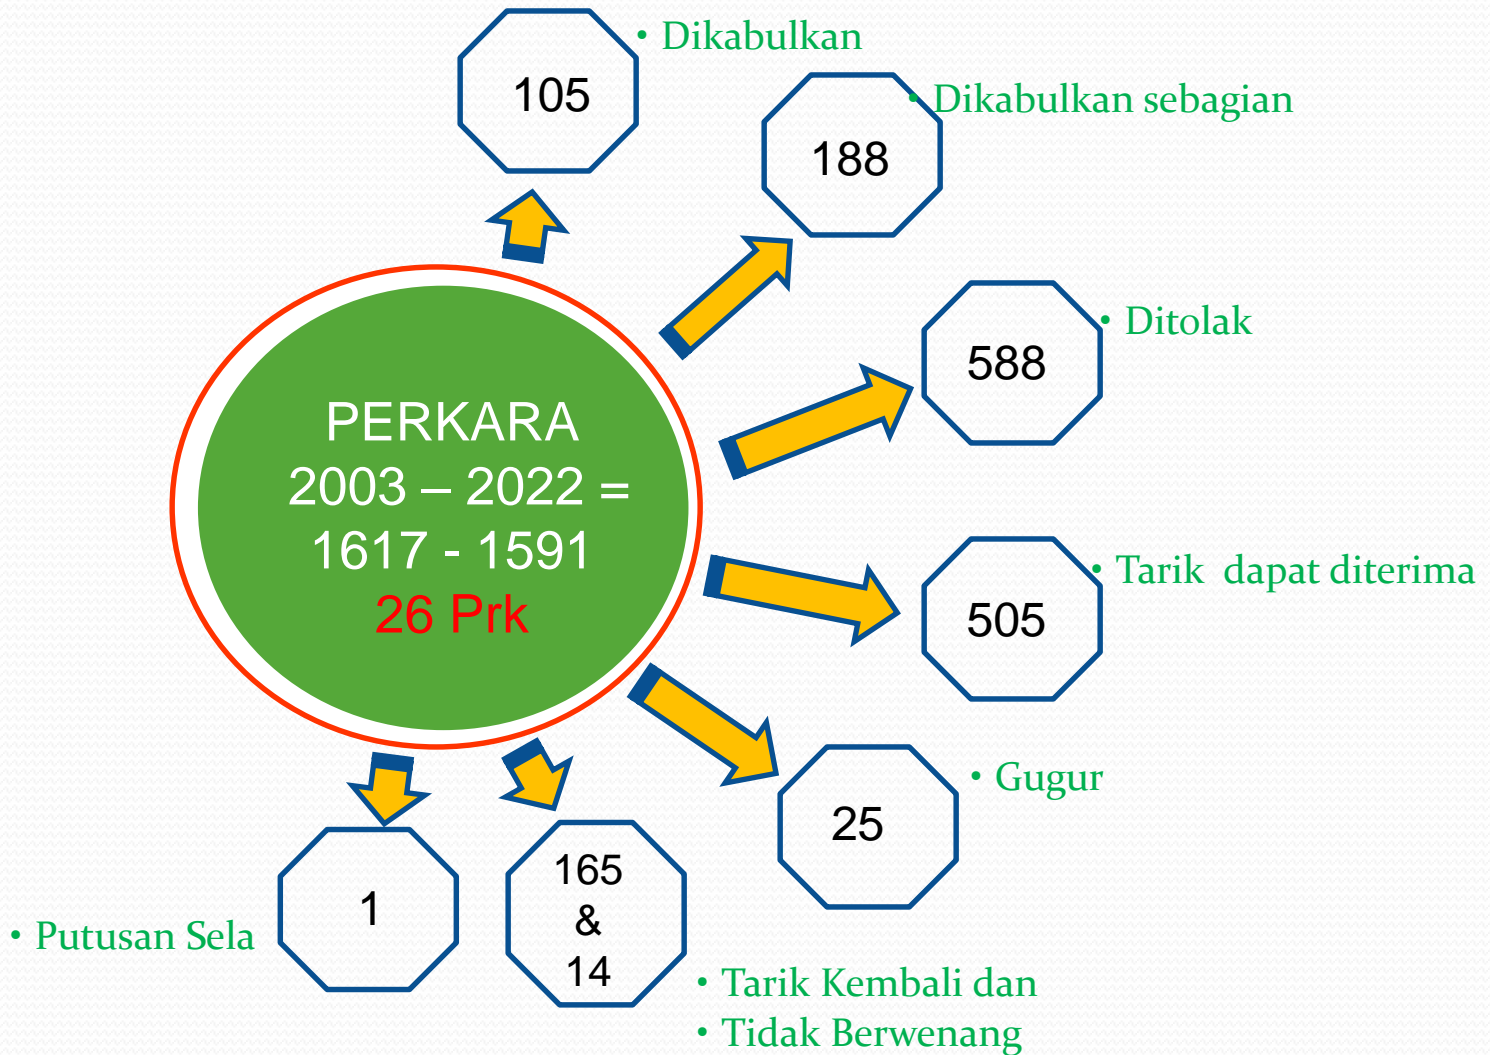 105
• Dikabulkan
188
• Dikabulkan sebagian
588
• Ditolak
PERKARA
2003 – 2022 =
1617 - 1591
26 Prk
505
• Tarik dapat diterima
25
• Gugur
165
&
14
• Tarik Kembali dan
• Tidak Berwenang
1
• Putusan Sela